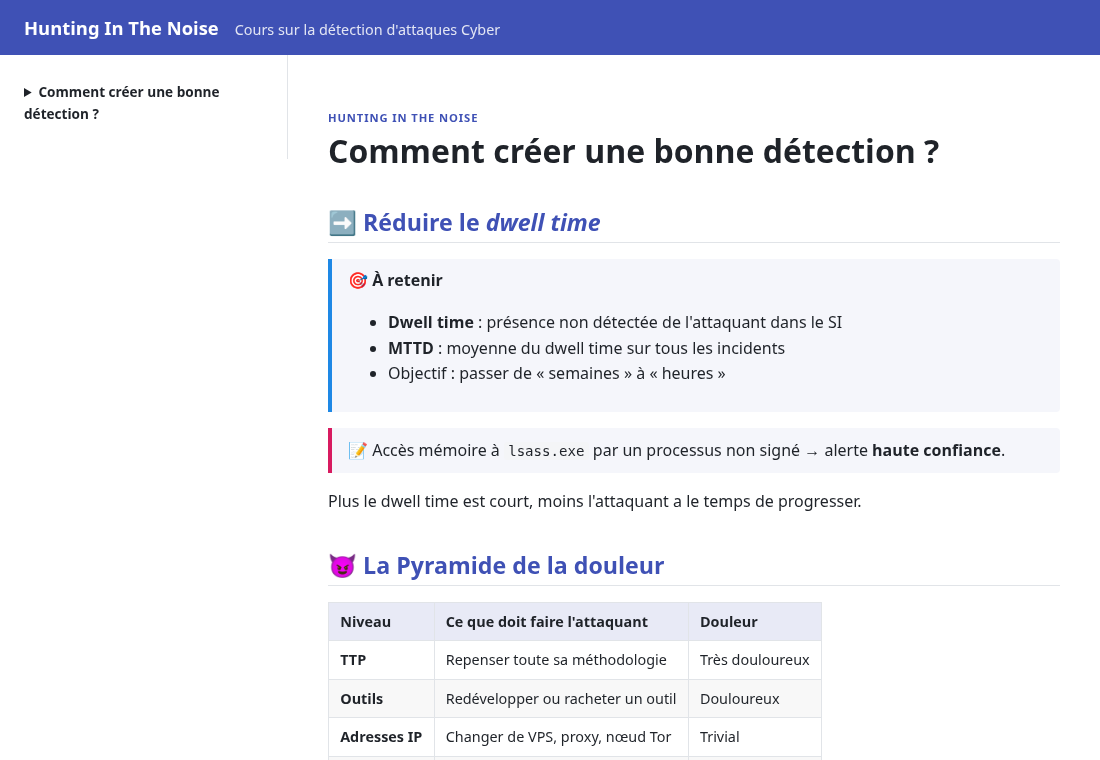 Hunting In The Noise Cours sur la détection d'attaques Cyber
▶ Comment créer une bonne
détection ?
HUNTING IN THE NOISE
Comment créer une bonne détection ?
➡️ Réduire le dwell time
🎯 À retenir
• Dwell time : présence non détectée de l'attaquant dans le SI
• MTTD : moyenne du dwell time sur tous les incidents
• Objectif : passer de « semaines » à « heures »
📝 Accès mémoire à lsass.exe par un processus non signé → alerte haute confiance.
Plus le dwell time est court, moins l'attaquant a le temps de progresser.
😈 La Pyramide de la douleur
Niveau Ce que doit faire l'attaquant Douleur
TTP Repenser toute sa méthodologie Très douloureux
Outils Redévelopper ou racheter un outil Douloureux
Adresses IP Changer de VPS, proxy, nœud Tor Trivial